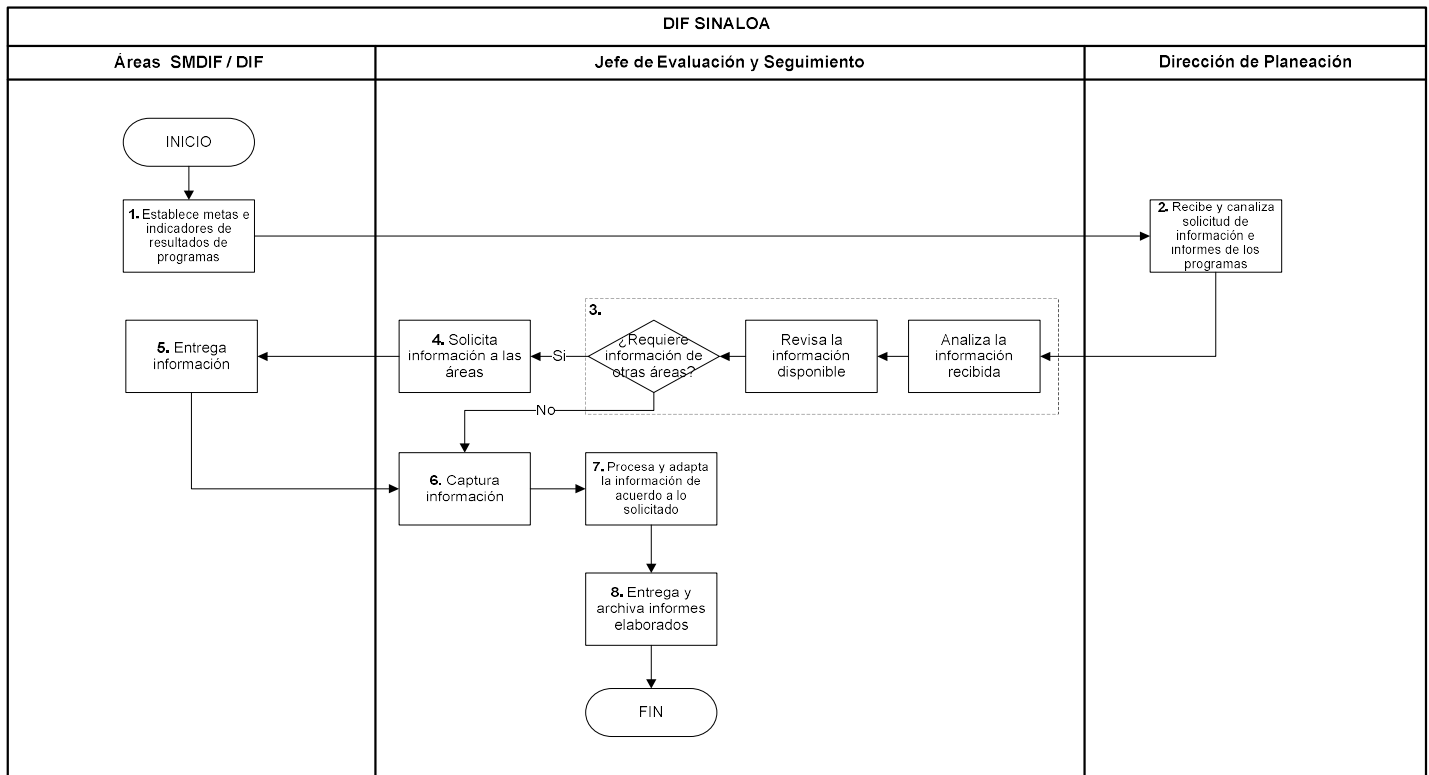 DIF SINALOA
Áreas SMDIF / DIF
Jefe de Evaluación y Seguimiento
Dirección de Planeación
INICIO
1. Establece metas e
indicadores de
resultados de
programas
2. Recibe y canaliza
solicitud de
información e
informes de los
programas
3.
Analiza la
información
recibida
Revisa la
información
disponible
¿Requiere
información de
otras áreas?
Si
No
4. Solicita
información a las
áreas
5. Entrega
información
6. Captura
información
7. Procesa y adapta
la información de
acuerdo a lo
solicitado
8. Entrega y
archiva informes
elaborados
FIN